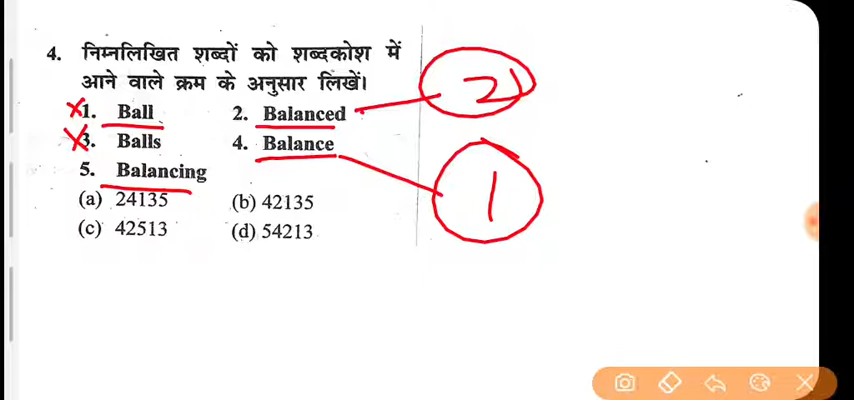 4. निम्नलिखित शब्दों को शब्दकोश में
आने वाले क्रम के अनुसार लिखें।
1. Ball 2. Balanced
3. Balls 4. Balance
5. Balancing
(a) 24135 (b) 42135
(c) 42513 (d) 54213
2
1